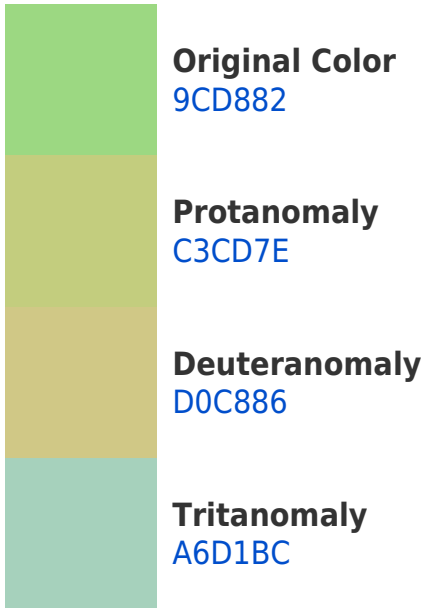 Original Color
9CD882
Protanomaly
C3CD7E
Deuteranomaly
D0C886
Tritanomaly
A6D1BC